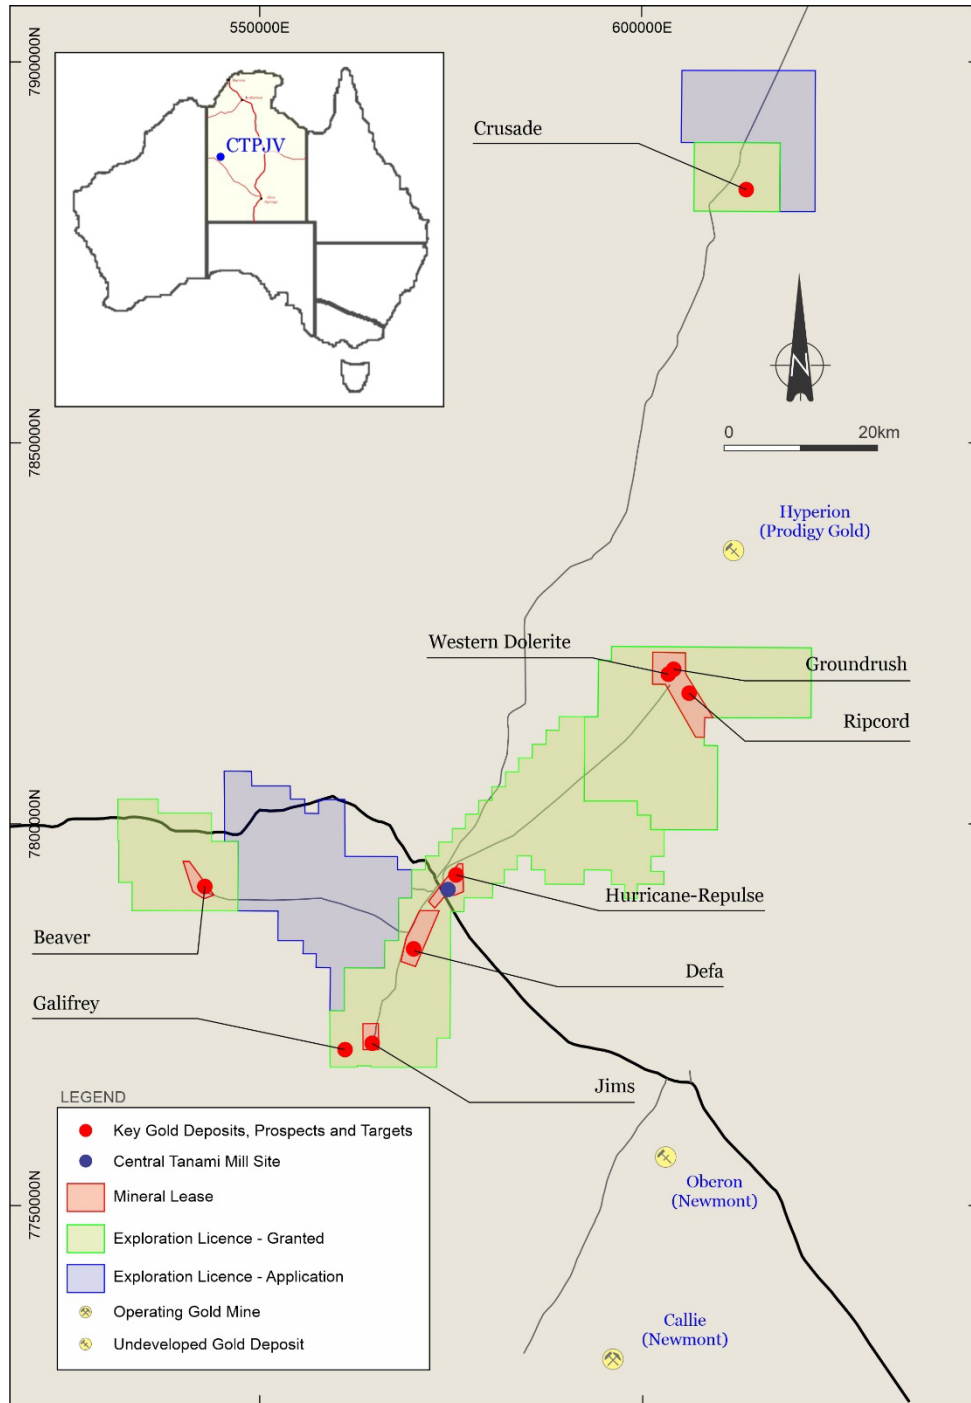 550000E
600000E
7900000N
Crusade
CTPJV
N
0
20km
7850000N
Hyperion
(Prodigy Gold)
Western Dolerite
Groundrush
Ripcord
7800000N
Hurricane-Repulse
Beaver
Defa
Galifrey
Jims
LEGEND
Key Gold Deposits, Prospects and Targets
Central Tanami Mill Site
Mineral Lease
Exploration Licence - Granted
Exploration Licence - Application
Operating Gold Mine
Undeveloped Gold Deposit
Oberon
(Newmont)
7750000N
Callie
(Newmont)